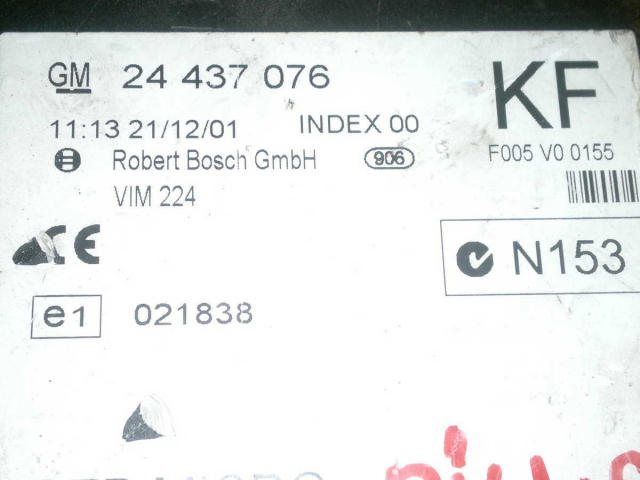 GM 24 437 076
KF
11:13 21/12/01 INDEX 00
Robert Bosch GmbH 906
F005 V0 0155
VIM 224
CE
N153
e1 021838